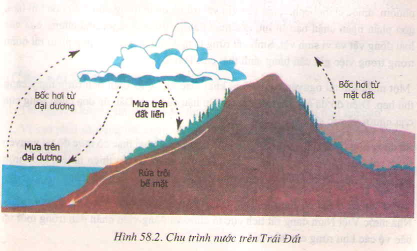 Bốc hơi từ
đại dương
Mưa trên
đất liền
Bốc hơi từ
mặt đất
Mưa trên
đại dương
Rửa trôi
bề mặt
Hình 58.2. Chu trình nước trên Trái Đất